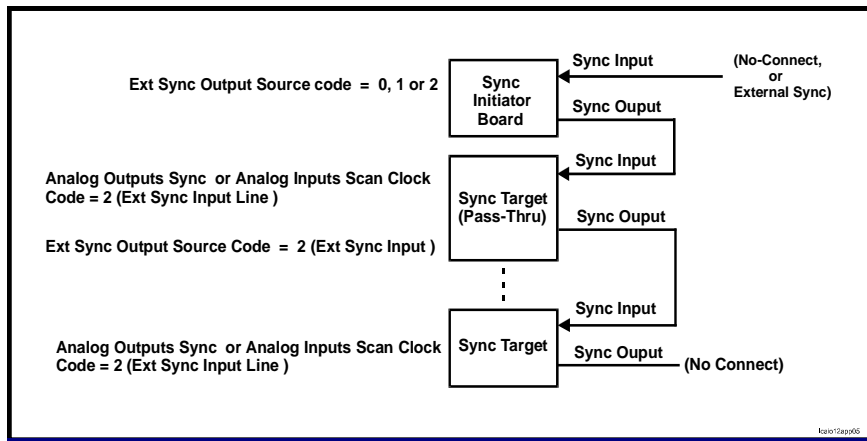 Ext Sync Output Source code = 0, 1 or 2
Sync
Initiator
Board
Sync Input
(No-Connect,
or
External Sync)
Sync Ouput
Sync Input
Analog Outputs Sync or Analog Inputs Scan Clock
Code = 2 (Ext Sync Input Line )
Sync Target
(Pass-Thru)
Sync Ouput
Ext Sync Output Source Code = 2 (Ext Sync Input )
Sync Input
Analog Outputs Sync or Analog Inputs Scan Clock
Code = 2 (Ext Sync Input Line )
Sync Target
Sync Ouput
(No Connect)
lcaio12app05